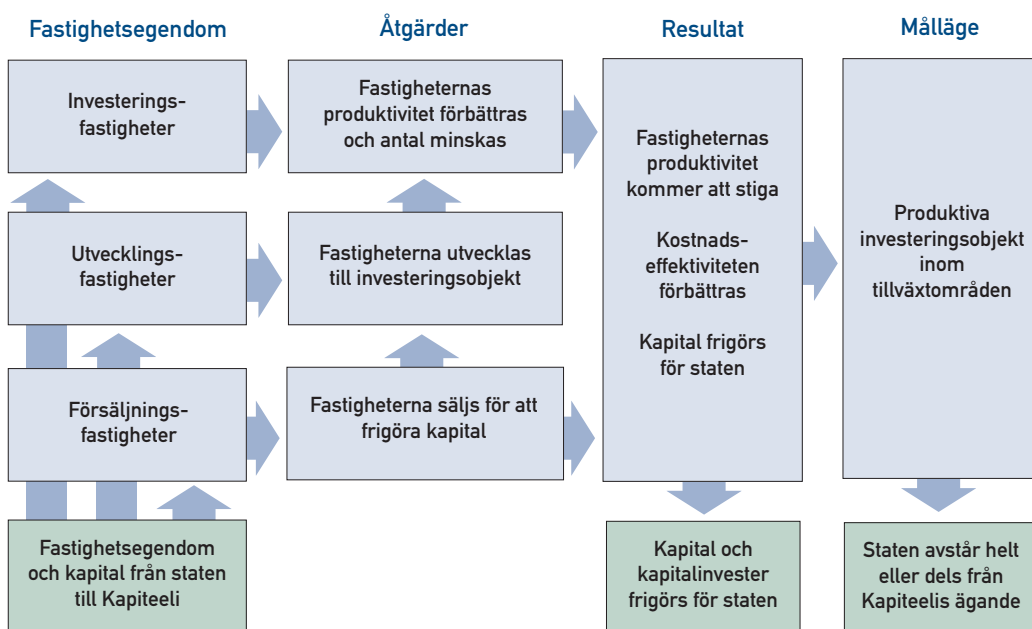 Fastighetsegendom
Åtgärder
Resultat
Målläge
Investerings-
fastigheter
Fastigheternas
produktivitet förbättras
och antal minskas
Utvecklings-
fastigheter
Fastigheterna utvecklas
till investeringsobjekt
Försäljnings-
fastigheter
Fastigheterna säljs för att
frigöra kapital
Fastighetsegendom
och kapital från staten
till Kapiteeli
Fastigheternas
produktivitet
kommer att stiga
Kostnads-
effektiviteten
förbättras
Kapital frigörs
för staten
Kapital och
kapitalinvester
frigörs för staten
Produktiva
investeringsobjekt
inom
tillväxtområden
Staten avstår helt
eller dels från
Kapiteelis ägande